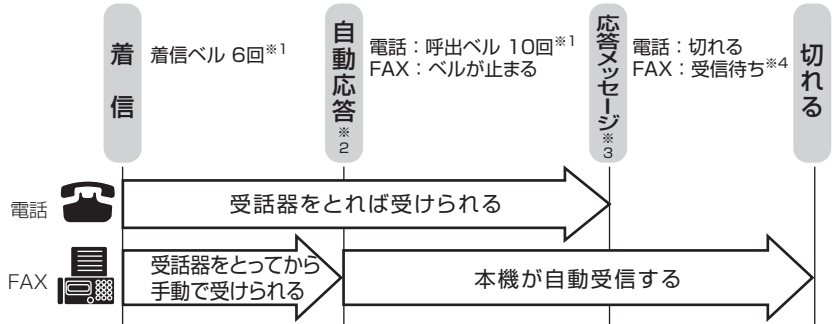 着信
着信ベル 6回※1
自動応答※2
電話：呼出ベル 10回※1
FAX：ベルが止まる
応答メッセージ※3
電話：切れる
FAX：受信待ち※4
切れる
電話
受話器をとれば受けられる
FAX
受話器をとってから
手動で受けられる
本機が自動受信する